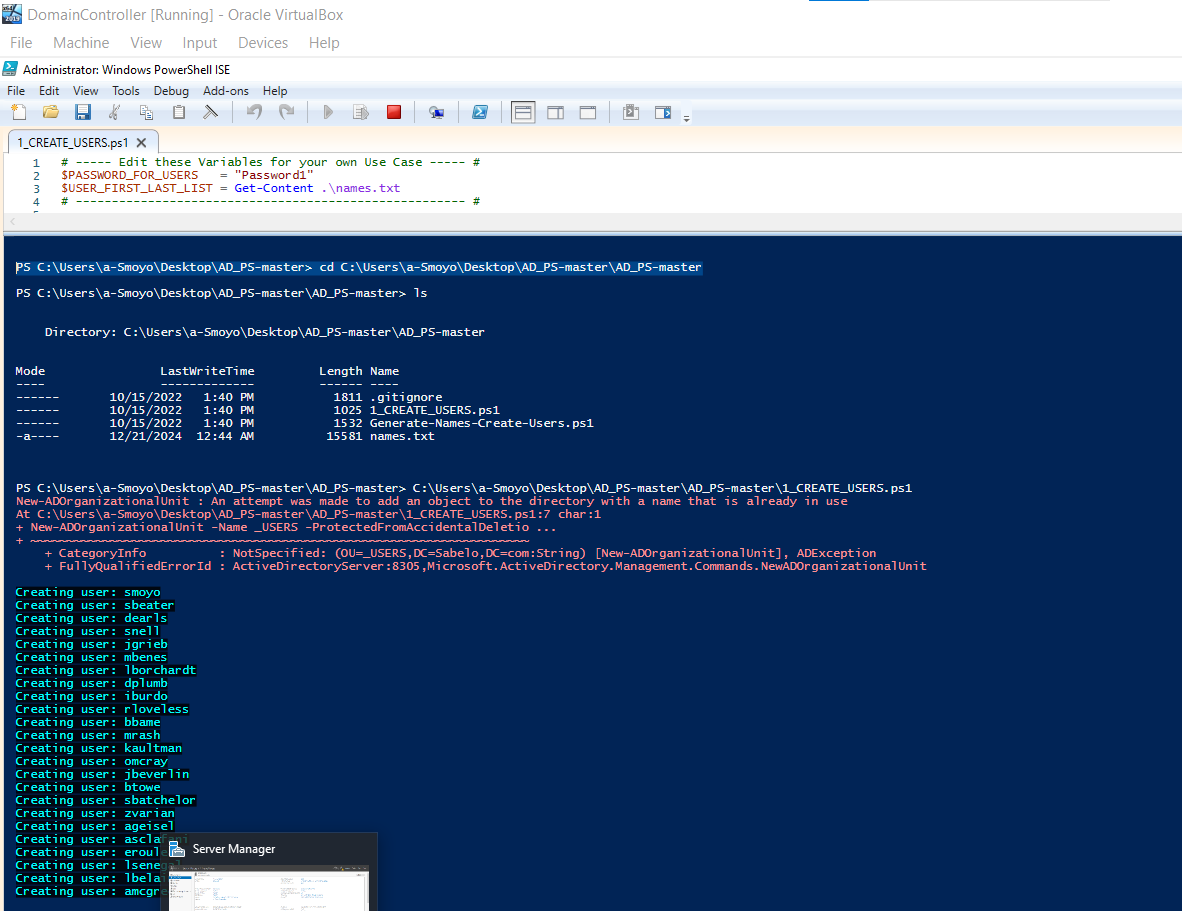 DomainController [Running] - Oracle VirtualBox
File Machine View Input Devices Help
Administrator: Windows PowerShell ISE
File Edit View Tools Debug Add-ons Help
1_CREATE_USERS.ps1
1 # ----- Edit these Variables for your own Use Case ----- #
2 $PASSWORD_FOR_USERS   = "Password1"
3 $USER_FIRST_LAST_LIST = Get-Content .\names.txt
4 # ------------------------------------------------------ #
PS C:\Users\a-Smoyo\Desktop\AD_PS-master> cd C:\Users\a-Smoyo\Desktop\AD_PS-master\AD_PS-master
PS C:\Users\a-Smoyo\Desktop\AD_PS-master\AD_PS-master> ls
Directory: C:\Users\a-Smoyo\Desktop\AD_PS-master\AD_PS-master
Mode                LastWriteTime         Length Name
----                -------------         ------ ----
------       10/15/2022   1:40 PM           1811 .gitignore
------       10/15/2022   1:40 PM           1025 1_CREATE_USERS.ps1
------       10/15/2022   1:40 PM           1532 Generate-Names-Create-Users.ps1
-a----       12/21/2024  12:44 AM          15581 names.txt
PS C:\Users\a-Smoyo\Desktop\AD_PS-master\AD_PS-master> C:\Users\a-Smoyo\Desktop\AD_PS-master\AD_PS-master\1_CREATE_USERS.ps1
New-ADOrganizationalUnit : An attempt was made to add an object to the directory with a name that is already in use
At C:\Users\a-Smoyo\Desktop\AD_PS-master\AD_PS-master\1_CREATE_USERS.ps1:7 char:1
+ New-ADOrganizationalUnit -Name _USERS -ProtectedFromAccidentalDeletio ...
+ ~~~~~~~~~~~~~~~~~~~~~~~~~~~~~~~~~~~~~~~~~~~~~~~~~~~~~~~~~~~~~~~~~~~~~
+ CategoryInfo          : NotSpecified: (OU=_USERS,DC=Sabelo,DC=com:String) [New-ADOrganizationalUnit], ADException
+ FullyQualifiedErrorId : ActiveDirectoryServer:8305,Microsoft.ActiveDirectory.Management.Commands.NewADOrganizationalUnit
Creating user: smoyo
Creating user: sbeater
Creating user: dearls
Creating user: snell
Creating user: jgrieb
Creating user: mbenes
Creating user: lborchardt
Creating user: dplumb
Creating user: iburdo
Creating user: rloveless
Creating user: bbame
Creating user: mrash
Creating user: kaultman
Creating user: omcray
Creating user: jbeverlin
Creating user: btowe
Creating user: sbatchelor
Creating user: zvarian
Creating user: ageisel
Creating user: asclafani
Creating user:
Creating user:
Creating user:
Creating user:
Server Manager